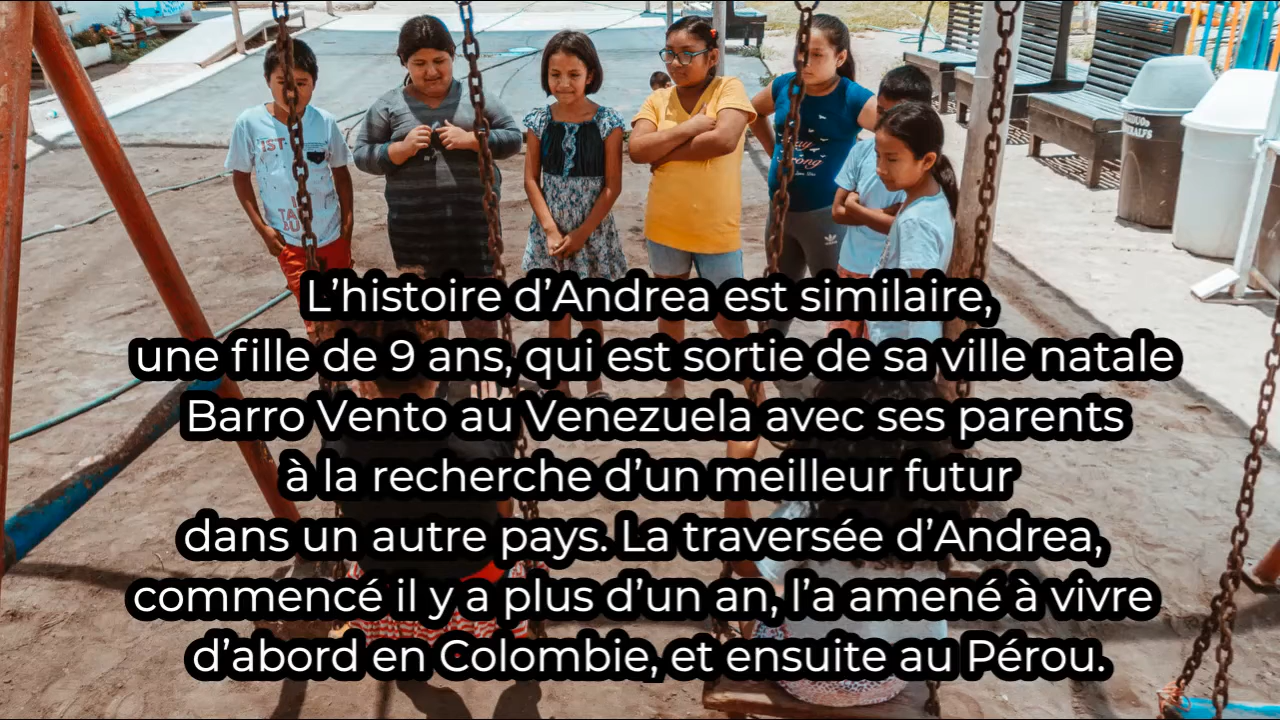 L’histoire d’Andrea est similaire,
une fille de 9 ans, qui est sortie de sa ville natale
Barro Vento au Venezuela avec ses parents
à la recherche d’un meilleur futur
dans un autre pays. La traversée d’Andrea,
commencé il y a plus d’un an, l’a amené à vivre
d’abord en Colombie, et ensuite au Pérou.